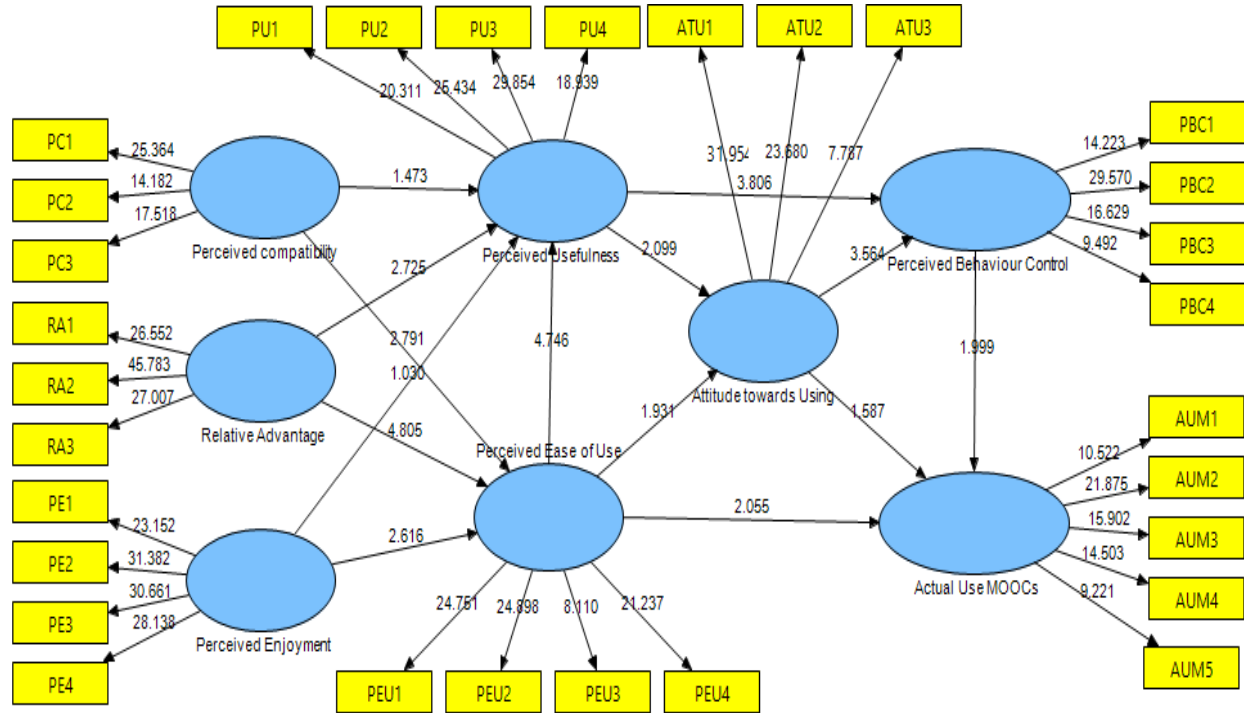 PU1
PU2
PU3
PU4
ATU1
ATU2
ATU3
20.311
25.434
29.854
18.939
31.954
23.680
7.787
PC1
PC2
PC3
25.364
14.182
17.518
Perceived compatibility
1.473
Perceived Usefulness
3.806
Perceived Behaviour Control
14.223
29.570
16.629
9.492
PBC1
PBC2
PBC3
PBC4
2.725
2.099
3.564
RA1
RA2
RA3
26.552
45.783
27.007
Relative Advantage
2.791
1.030
4.746
1.999
Attitude towards Using
4.805
1.931
1.587
Perceived Ease of Use
PE1
PE2
PE3
PE4
23.152
31.382
30.661
28.138
Perceived Enjoyment
2.616
2.055
Actual Use MOOCs
10.522
21.875
15.902
14.503
9.221
AUM1
AUM2
AUM3
AUM4
AUM5
24.751
24.898
8.110
21.237
PEU1
PEU2
PEU3
PEU4